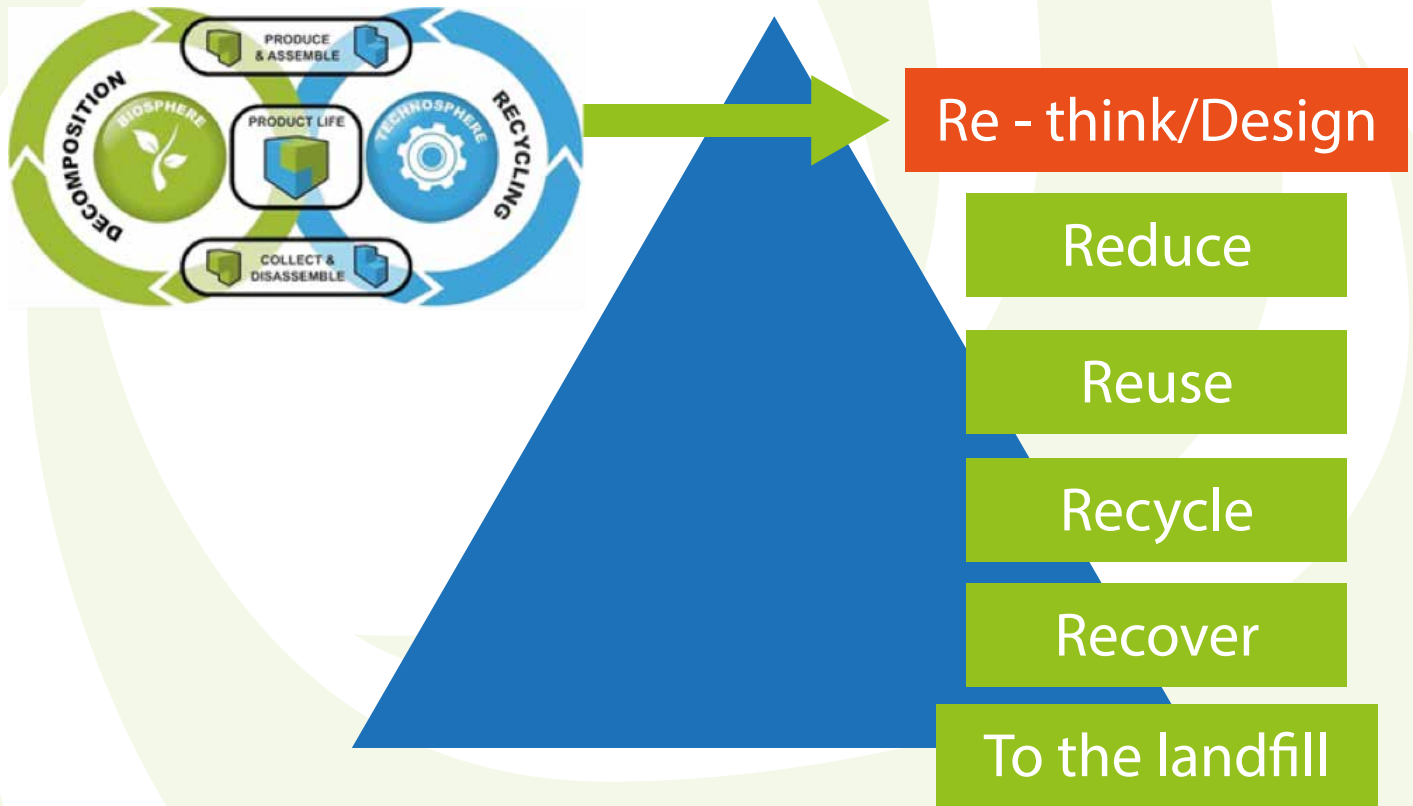 PRODUCE
& ASSEMBLE
DECOMPOSITION
BIOSPHERE
PRODUCT LIFE
TECHNOSPHERE
RECYCLING
COLLECT &
DISASSEMBLE
Re - think/Design
Reduce
Reuse
Recycle
Recover
To the landfill